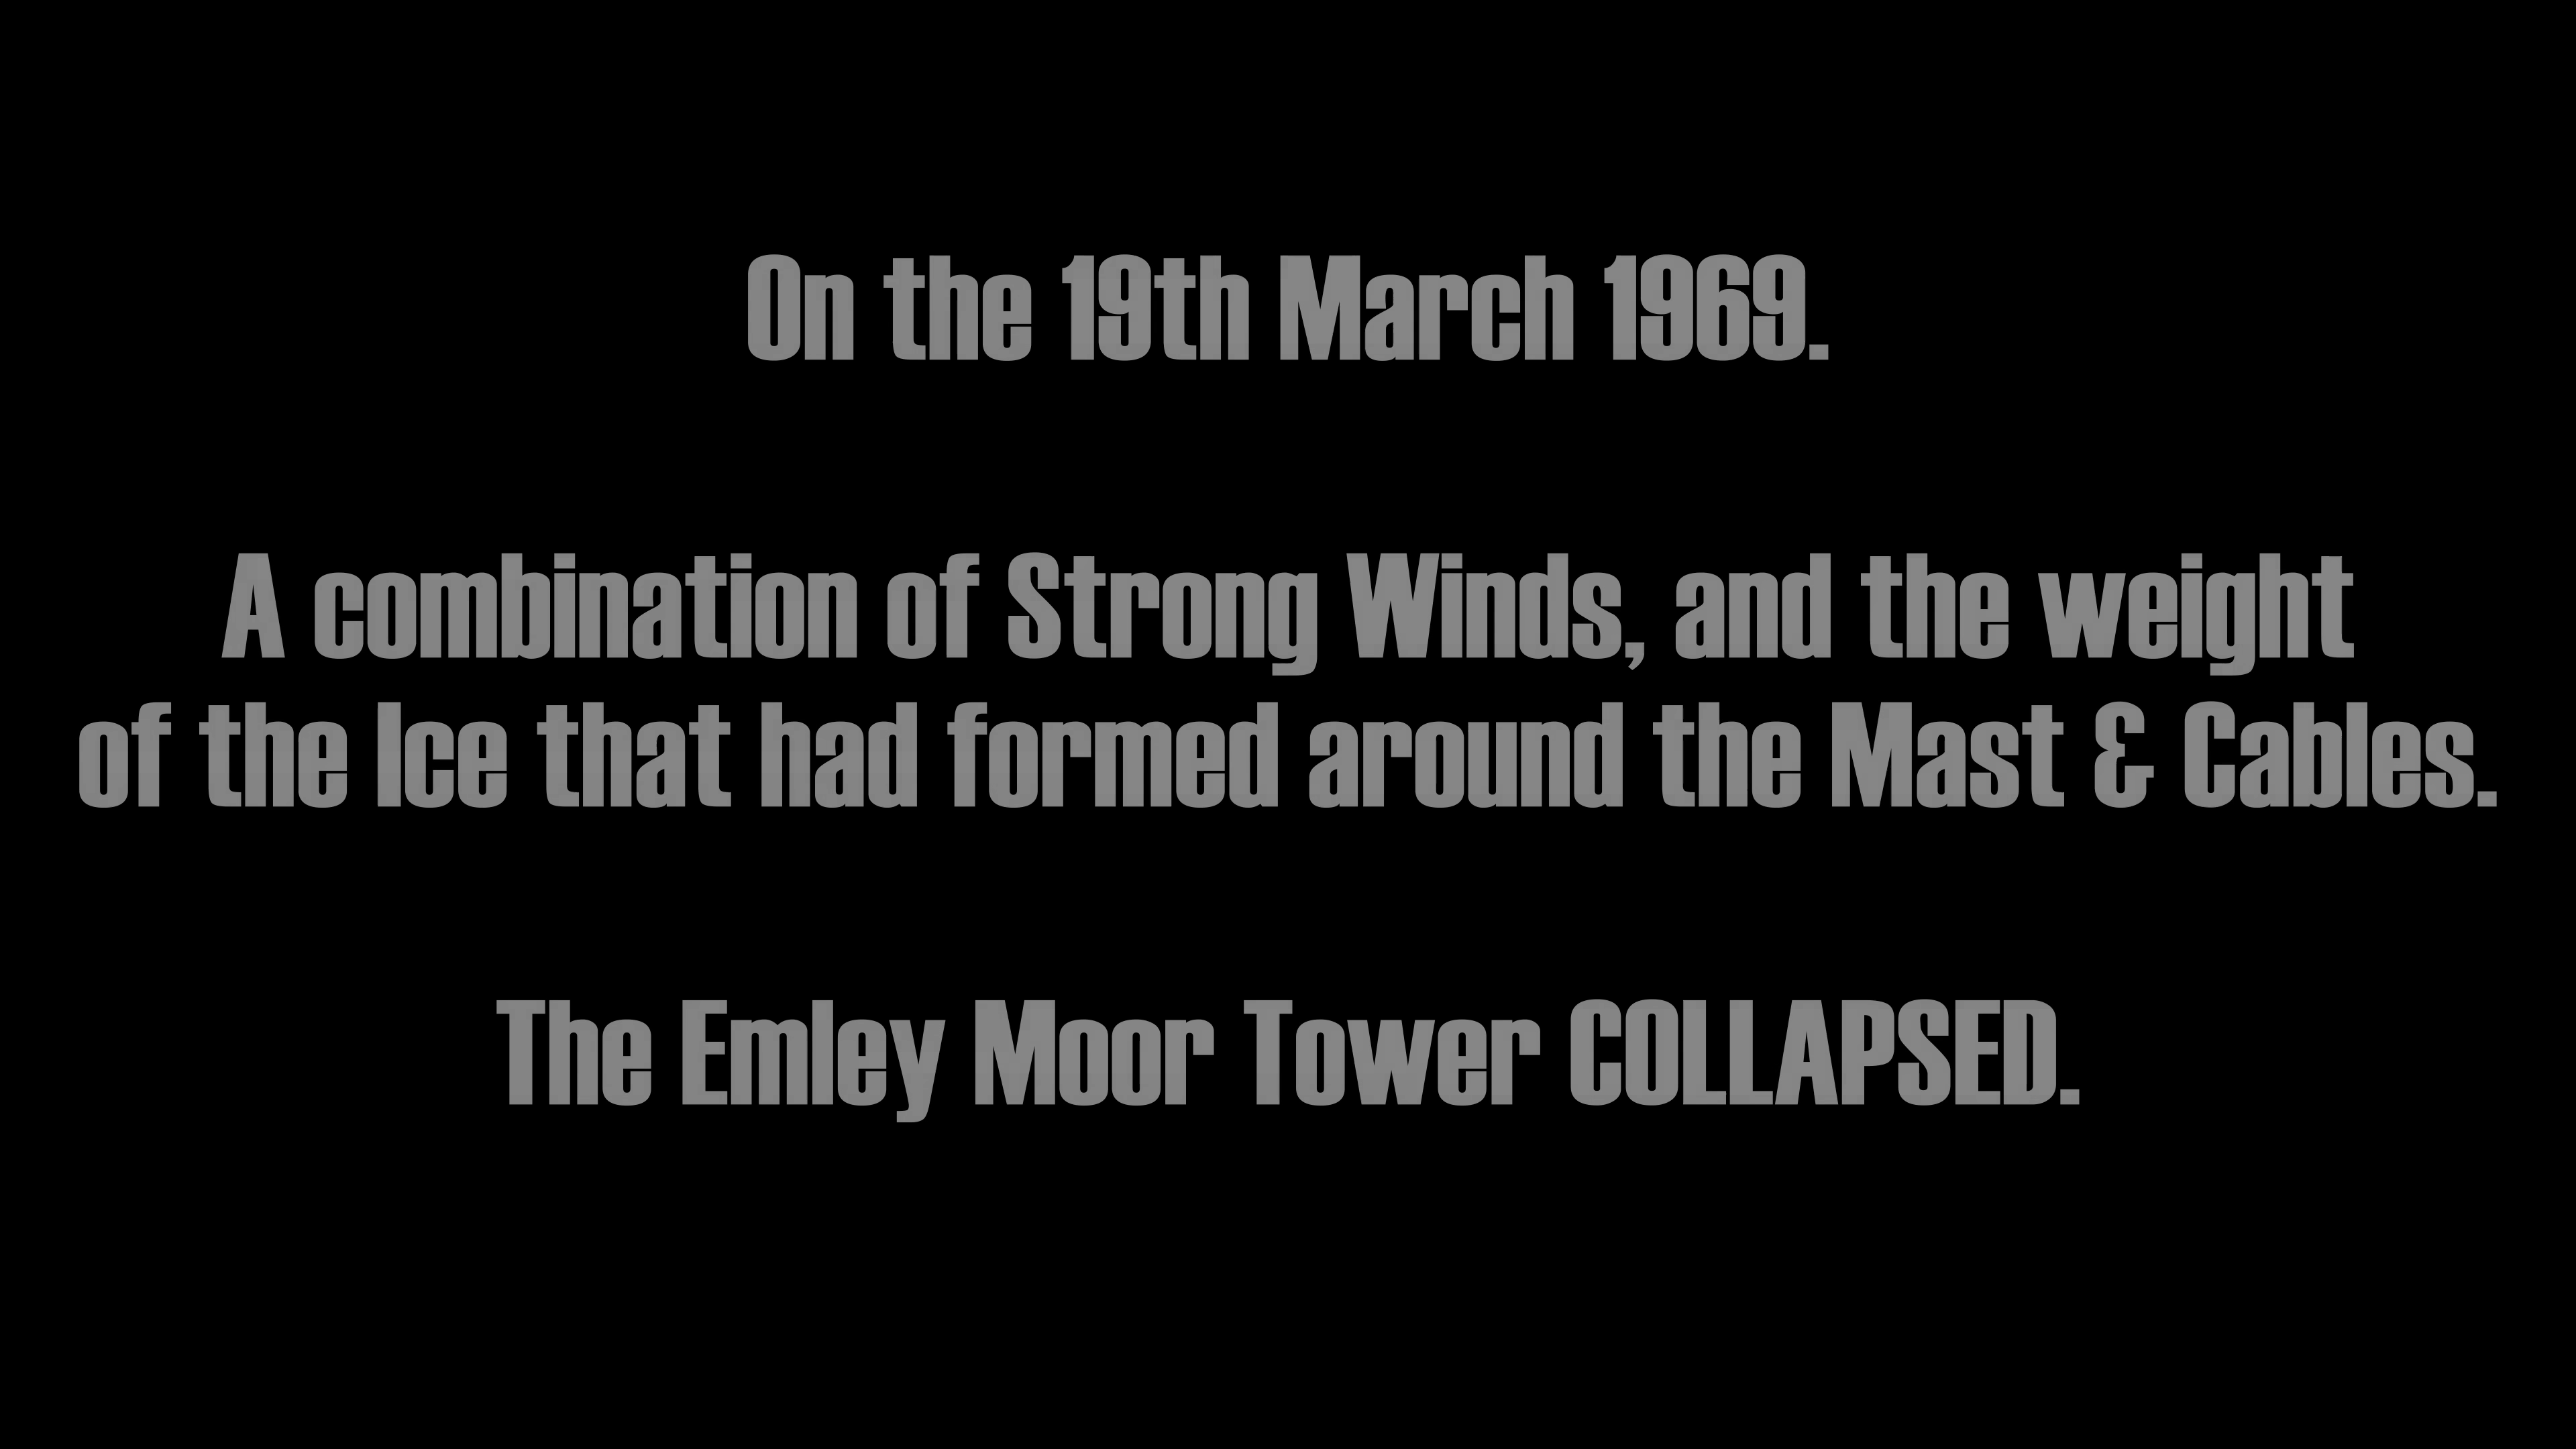 On the 19th March 1969.
A combination of Strong Winds, and the weight
of the Ice that had formed around the Mast & Cables.
The Emley Moor Tower COLLAPSED.